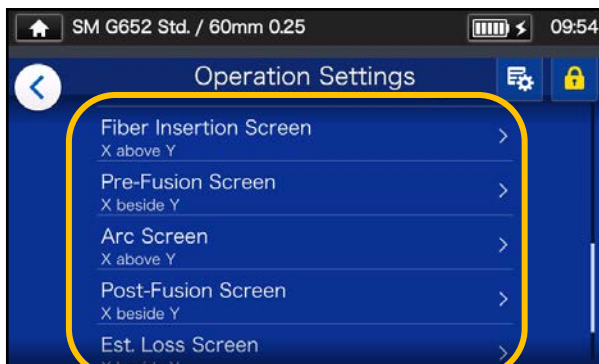 SM G652 Std. / 60mm 0.25
09:54
Operation Settings
Fiber Insertion Screen
X above Y
Pre-Fusion Screen
X beside Y
Arc Screen
X above Y
Post-Fusion Screen
X beside Y
Est. Loss Screen